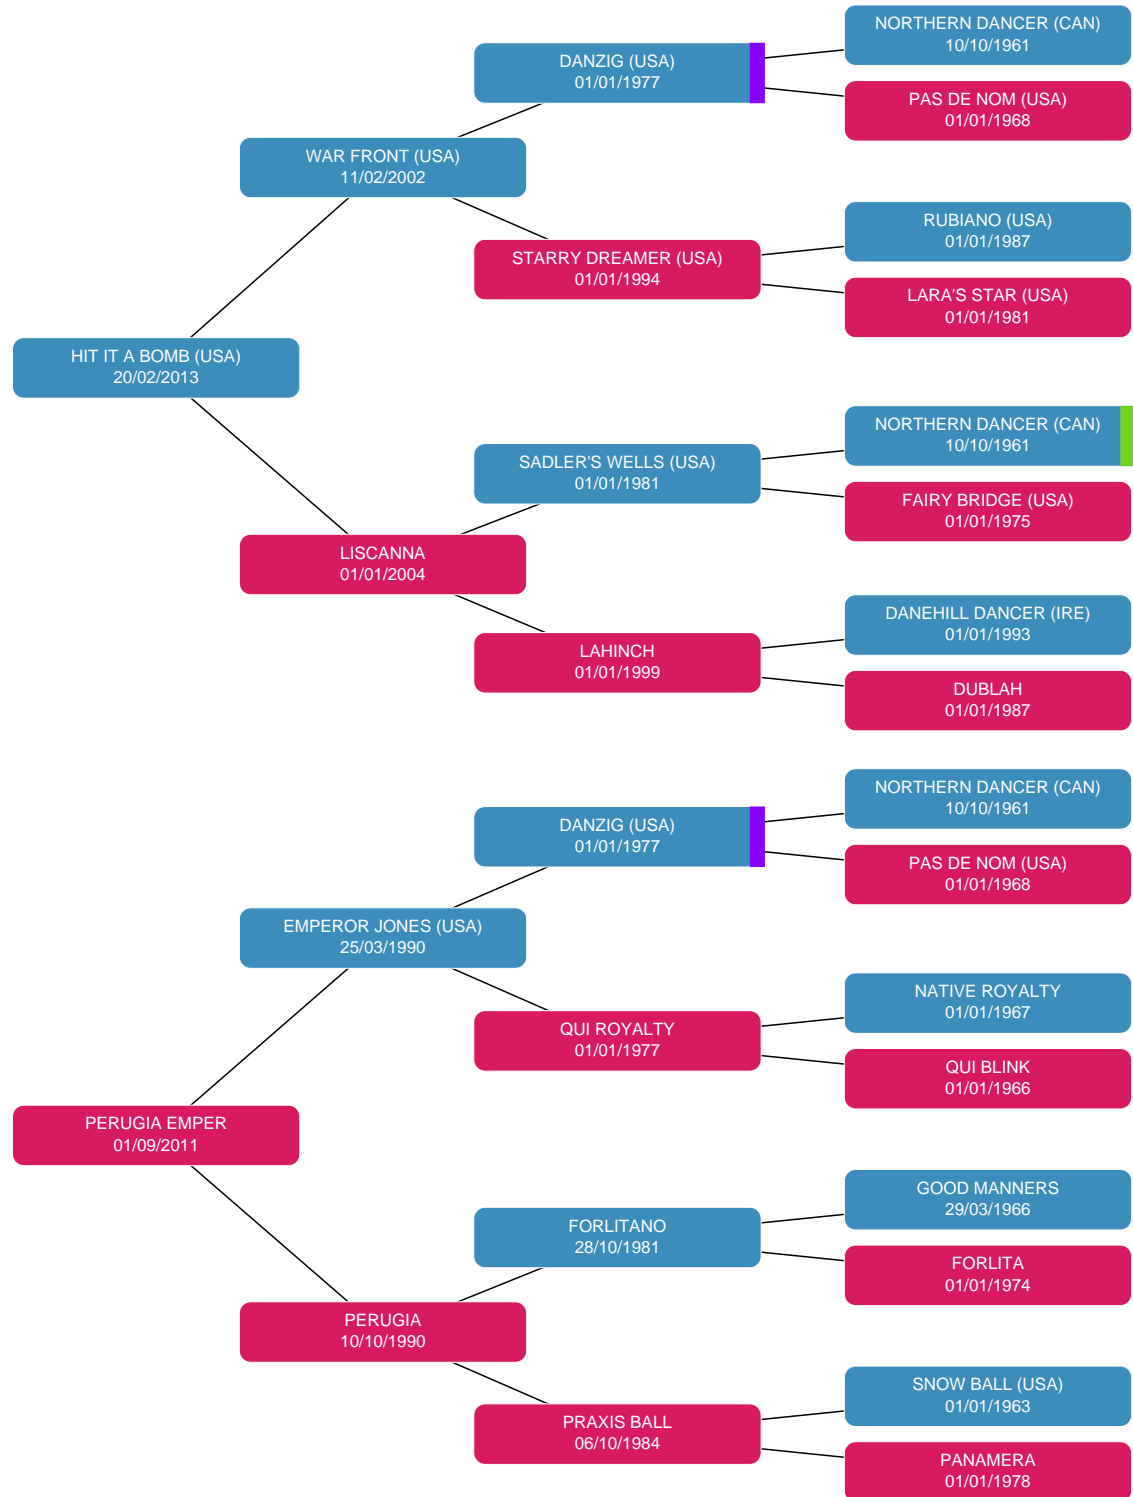 NORTHERN DANCER (CAN)
10/10/1961
DANZIG (USA)
01/01/1977
PAS DE NOM (USA)
01/01/1968
WAR FRONT (USA)
11/02/2002
RUBIANO (USA)
01/01/1987
STARRY DREAMER (USA)
01/01/1994
LARA'S STAR (USA)
01/01/1981
HIT IT A BOMB (USA)
20/02/2013
NORTHERN DANCER (CAN)
10/10/1961
SADLER'S WELLS (USA)
01/01/1981
FAIRY BRIDGE (USA)
01/01/1975
LISCANNA
01/01/2004
DANEHILL DANCER (IRE)
01/01/1993
LAHINCH
01/01/1999
DUBLAH
01/01/1987
NORTHERN DANCER (CAN)
10/10/1961
DANZIG (USA)
01/01/1977
PAS DE NOM (USA)
01/01/1968
EMPEROR JONES (USA)
25/03/1990
NATIVE ROYALTY
01/01/1967
QUI ROYALTY
01/01/1977
QUI BLINK
01/01/1966
PERUGIA EMPER
01/09/2011
GOOD MANNERS
29/03/1966
FORLITANO
28/10/1981
FORLITA
01/01/1974
PERUGIA
10/10/1990
SNOW BALL (USA)
01/01/1963
PRAXIS BALL
06/10/1984
PANAMERA
01/01/1978